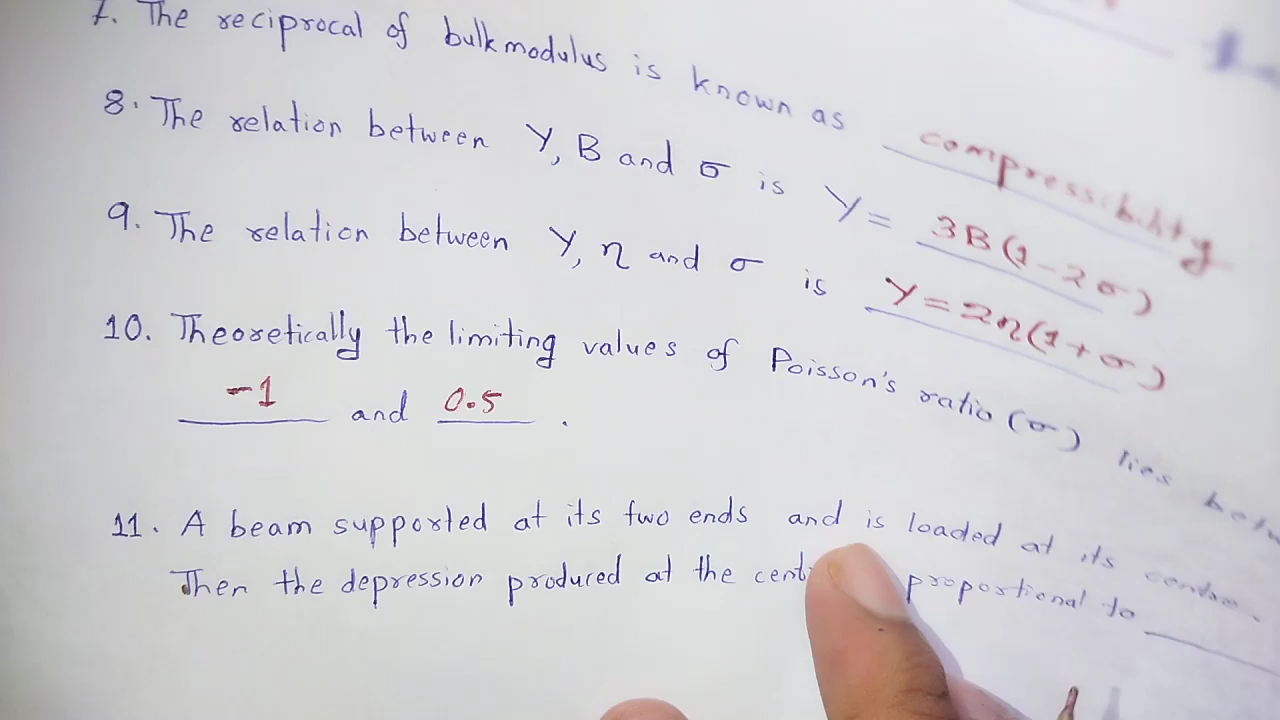 7. The reciprocal of bulk modulus is known as compressibility
8. The relation between Y, B and σ is Y = 3B(1-2σ)
9. The relation between Y, η and σ is Y = 2η(1+σ)
10. Theoretically the limiting values of Poisson's ratio (σ) lies
-1 and 0.5 .
11. A beam supported at its two ends and is loaded at its centre.
Then the depression produced at the proportional to